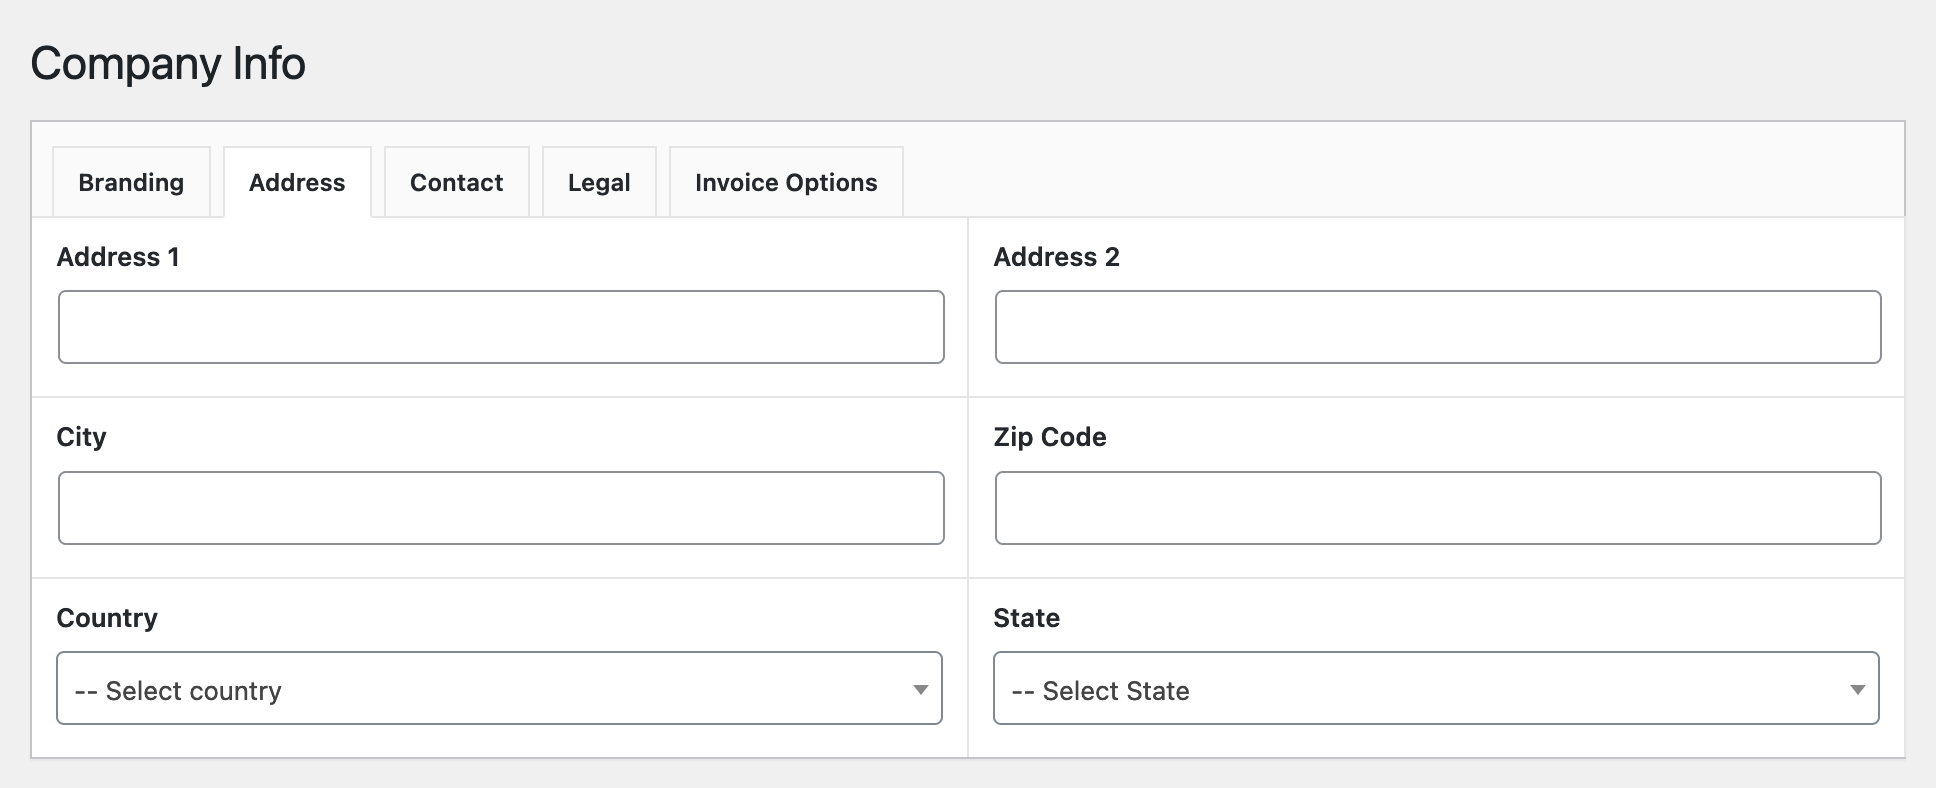 Company Info
Branding Address Contact Legal Invoice Options
Address 1 Address 2
City Zip Code
Country State
-- Select country -- Select State